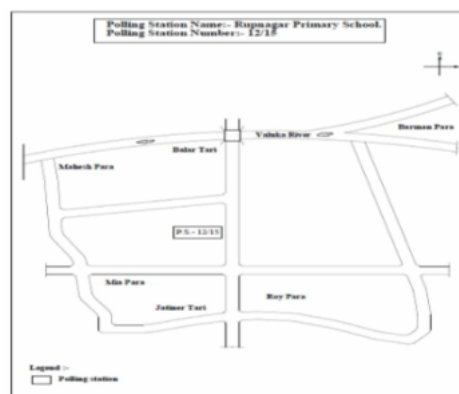 Polling Station Name:- Rupnagar Primary School.
Polling Station Number:- 12/15
Barman Para
Valuka River
Balar Tari
Mahesh Para
P.S:- 12/15
Mia Para
Roy Para
Jatiner Tari
Legend :-
Polling station